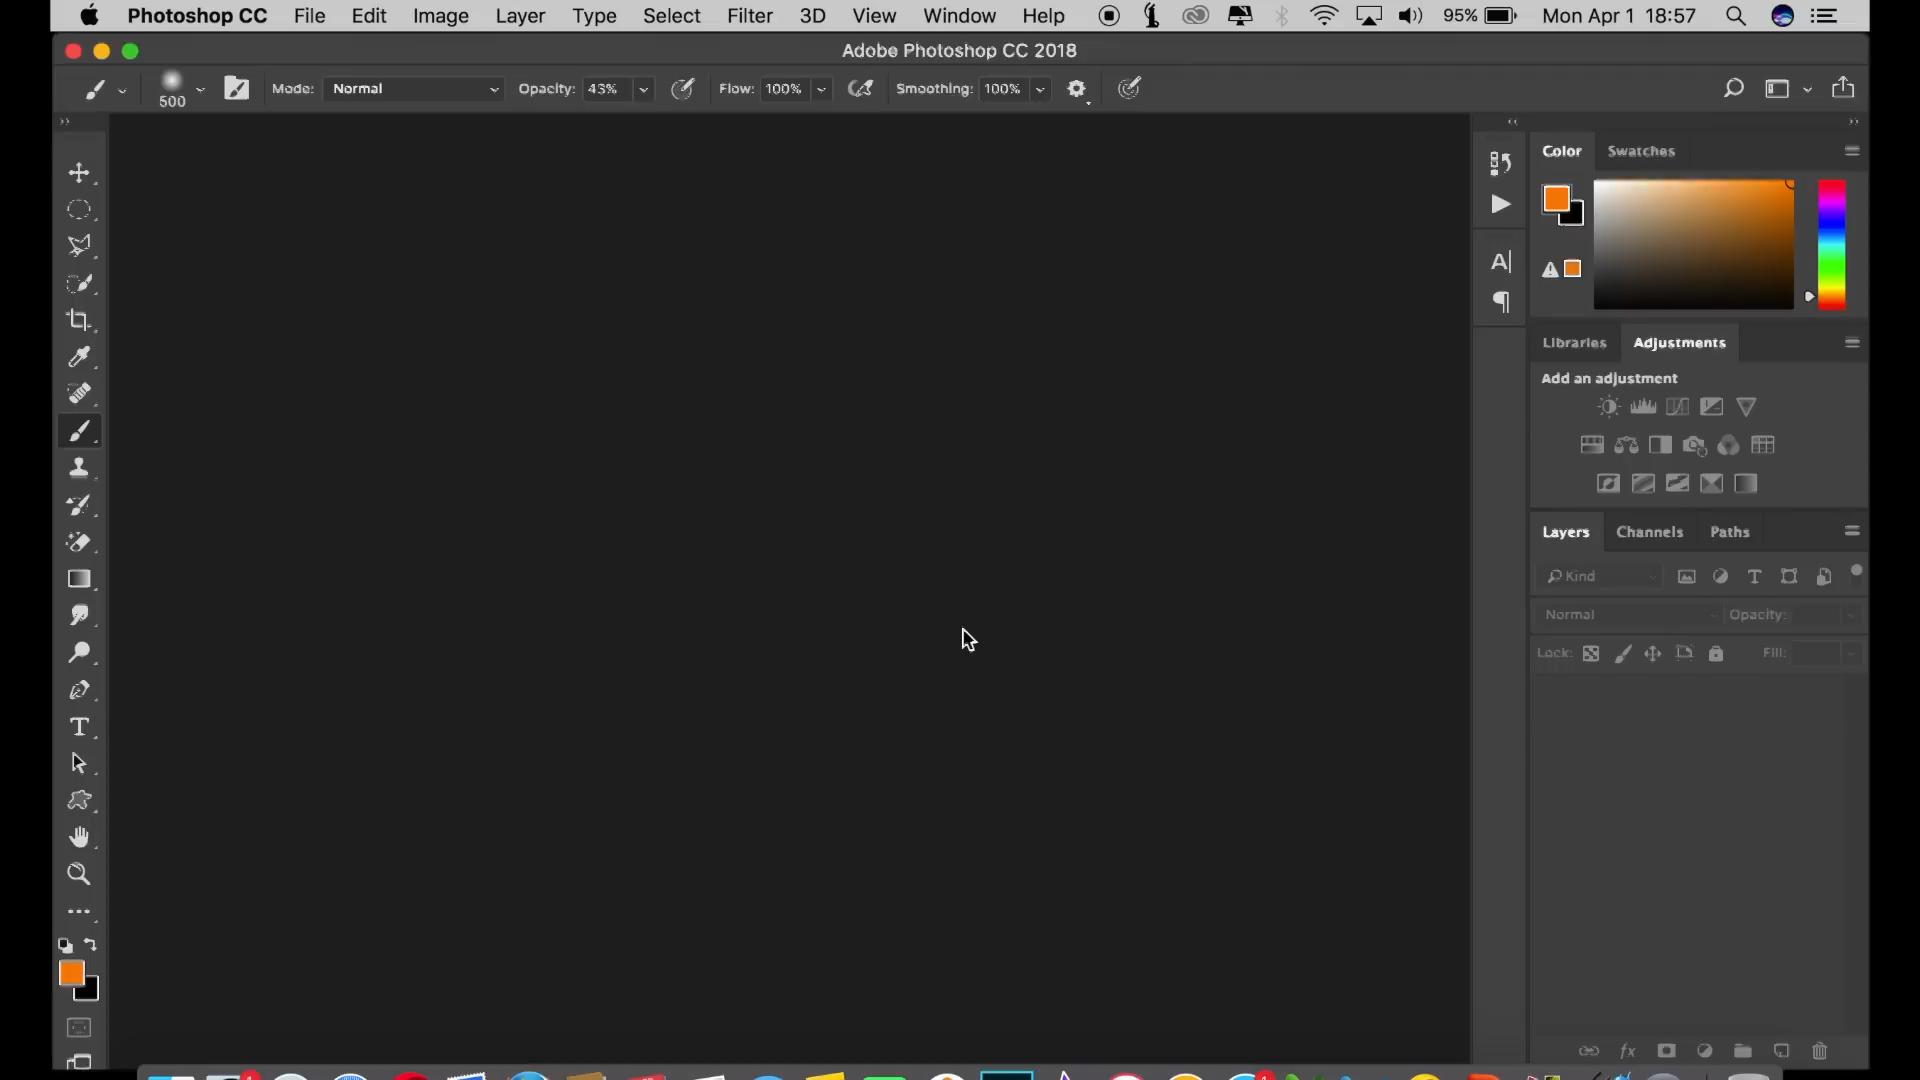 Photoshop CC File Edit Image Layer Type Select Filter 3D View Window Help 95% Mon Apr 1 18:57
Adobe Photoshop CC 2018
500 Mode: Normal Opacity: 43% Flow: 100% Smoothing: 100%
Color Swatches
Libraries Adjustments
Add an adjustment
Layers Channels Paths
Kind
Normal Opacity:
Lock: Fill:
fx